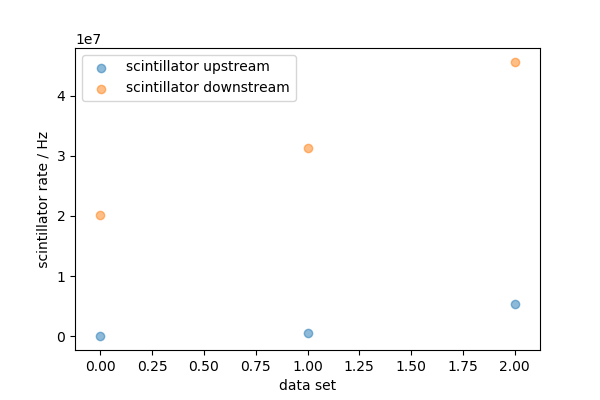 1e7
scintillator upstream
scintillator downstream
4
3
2
1
0
scintillator rate / Hz
0.00 0.25 0.50 0.75 1.00 1.25 1.50 1.75 2.00
data set